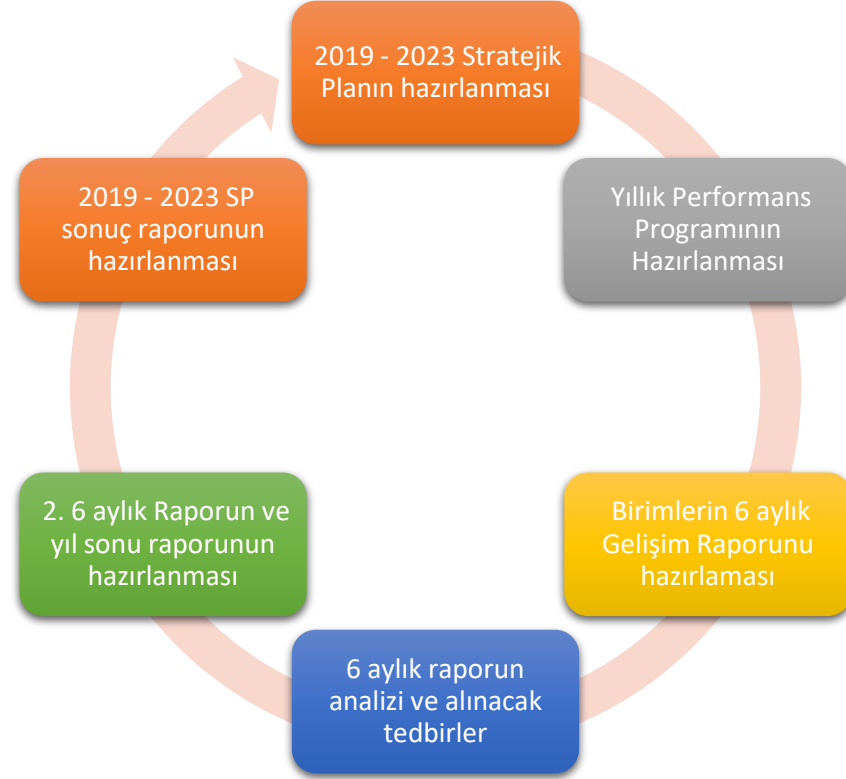 2019 - 2023 Stratejik
Planın hazırlanması
Yıllık Performans
Programının
Hazırlanması
Birimlerin 6 aylık
Gelişim Raporunu
hazırlaması
6 aylık raporun
analizi ve alınacak
tedbirler
2. 6 aylık Raporun ve
yıl sonu raporunun
hazırlanması
2019 - 2023 SP
sonuç raporunun
hazırlanması